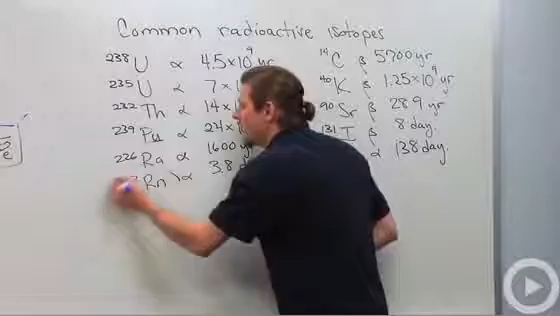 Common radioactive isotopes
²³⁸U α 4.5×10⁹ yr
²³⁵U α 7×1
²³²Th α 14×1
²³⁹Pu α 24×1
²²⁶Ra α 1600 y
Rn α 3.8 d
¹⁴C β 5700 yr
⁴⁰K β 1.25×10⁹ yr
⁹⁰Sr β 28.9 yr
¹³¹I β 8 day
α 138 day
e